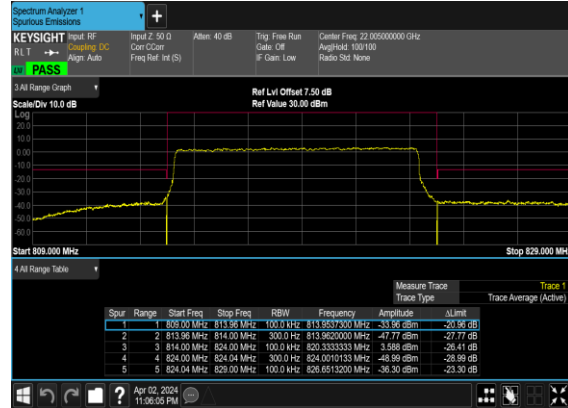 Spectrum Analyzer 1
Spurious Emissions
KEYSIGHT Input: RF Input Z: 50 Ω Atten: 40 dB Trig: Free Run Center Freq: 22.005000000 GHz
RLT Coupling: DC Corr CCorr Gate: Off Avg|Hold: 100/100
Align: Auto Freq Ref: Int (S) IF Gain: Low Radio Std: None
PASS
3 All Range Graph
Ref Lvl Offset 7.50 dB
Scale/Div 10.0 dB Ref Value 30.00 dBm
Log
20.0
10.0
0.00
-10.0
-20.0
-30.0
-40.0
-50.0
-60.0
Start 809.000 MHz Stop 829.000 MHz
4 All Range Table
Measure Trace Trace 1
Trace Type Trace Average (Active)
Spur Range Start Freq Stop Freq RBW Frequency Amplitude ΔLimit
1 1 809.00 MHz 813.96 MHz 100.0 kHz 813.9537300 MHz -33.96 dBm -20.96 dB
2 2 813.96 MHz 814.00 MHz 300.0 Hz 813.9620000 MHz -47.77 dBm -27.77 dB
3 3 814.00 MHz 824.00 MHz 100.0 kHz 820.3333333 MHz 3.588 dBm -26.41 dB
4 4 824.00 MHz 824.04 MHz 300.0 Hz 824.0010133 MHz -48.99 dBm -28.99 dB
5 5 824.04 MHz 829.00 MHz 100.0 kHz 826.6513200 MHz -36.30 dBm -23.30 dB
Apr 02, 2024
11:06:05 PM